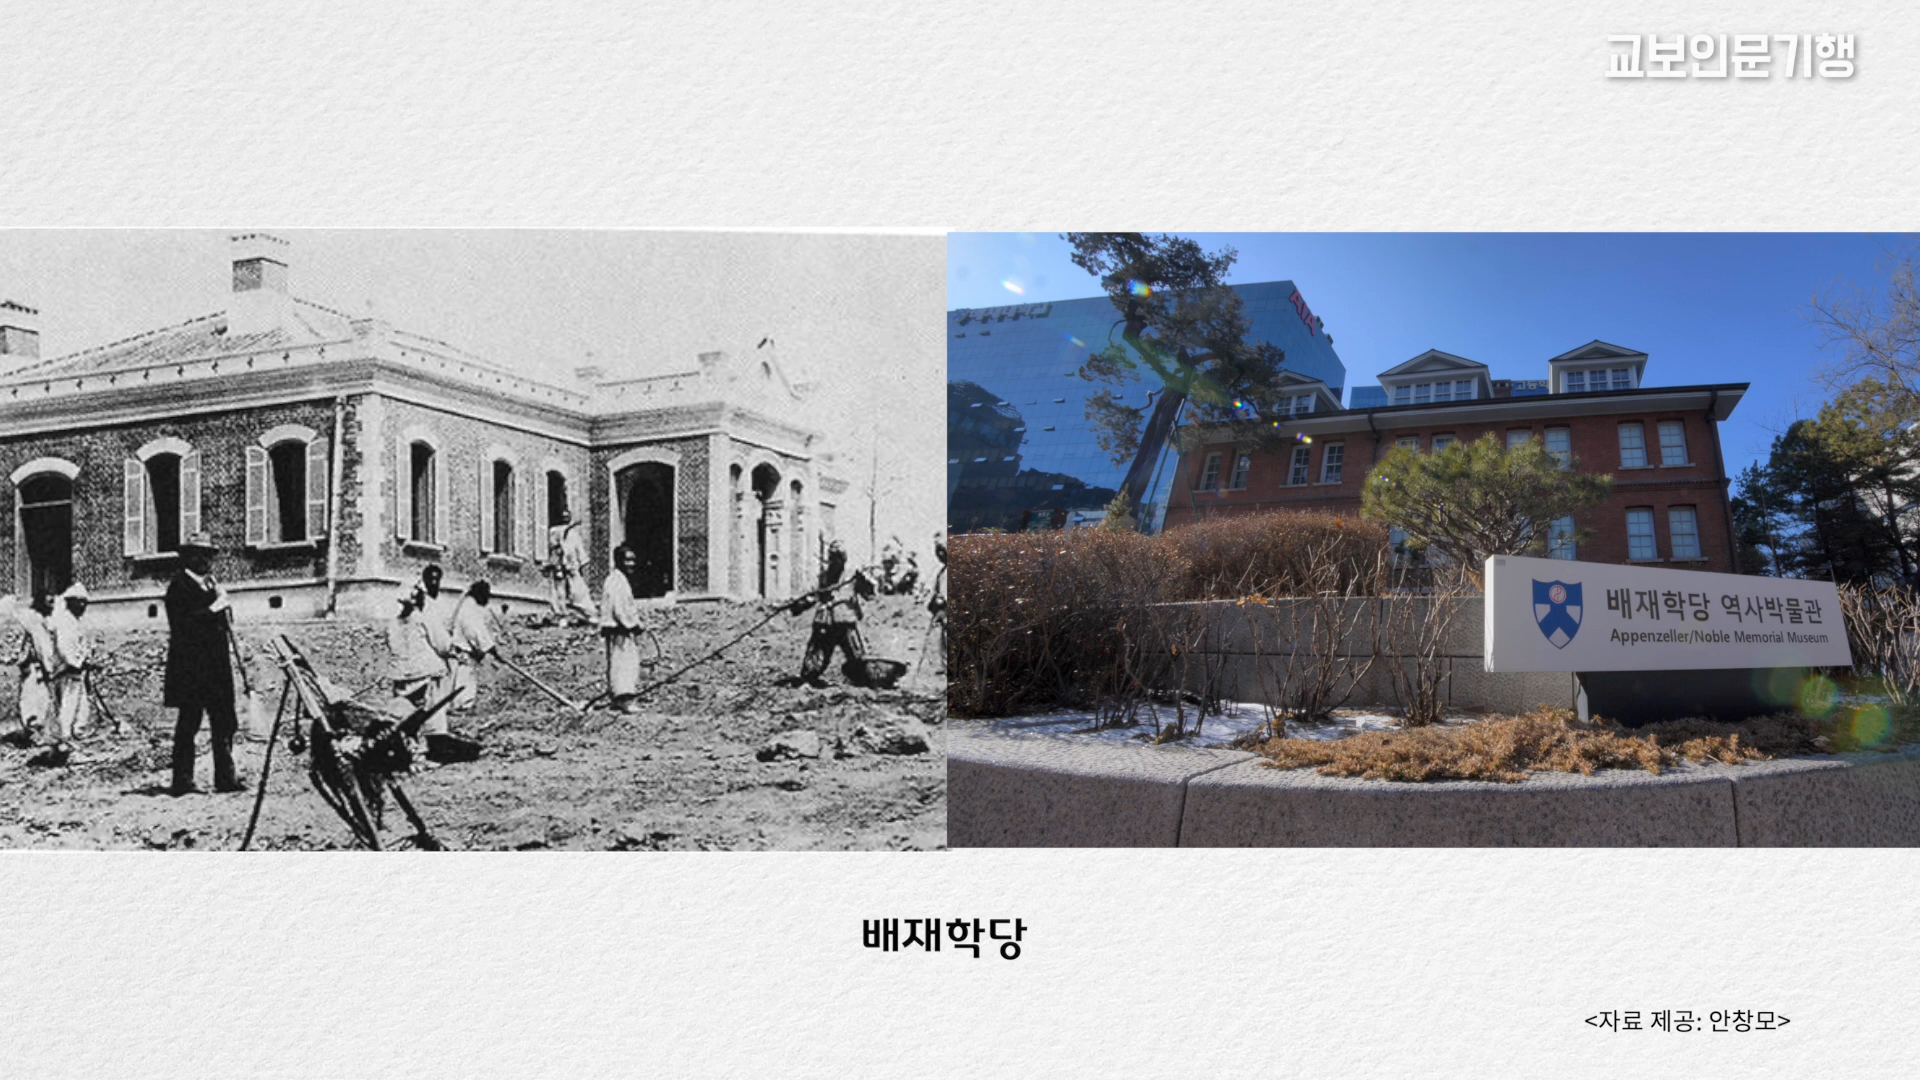 교보인문기행
AIA
배재학당 역사박물관
Appenzeller/Noble Memorial Museum
배재학당
<자료 제공: 안창모>